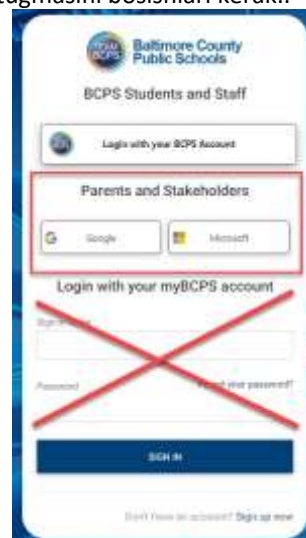 tugmasini bosishlari kerak..
Baltimore County
Public Schools
BCPS Students and Staff
Login with your BCPS Account
Parents and Stakeholders
Google
Microsoft
Login with your myBCPS account
Password
your password?
SIGN IN
Don't have an account? Sign up now